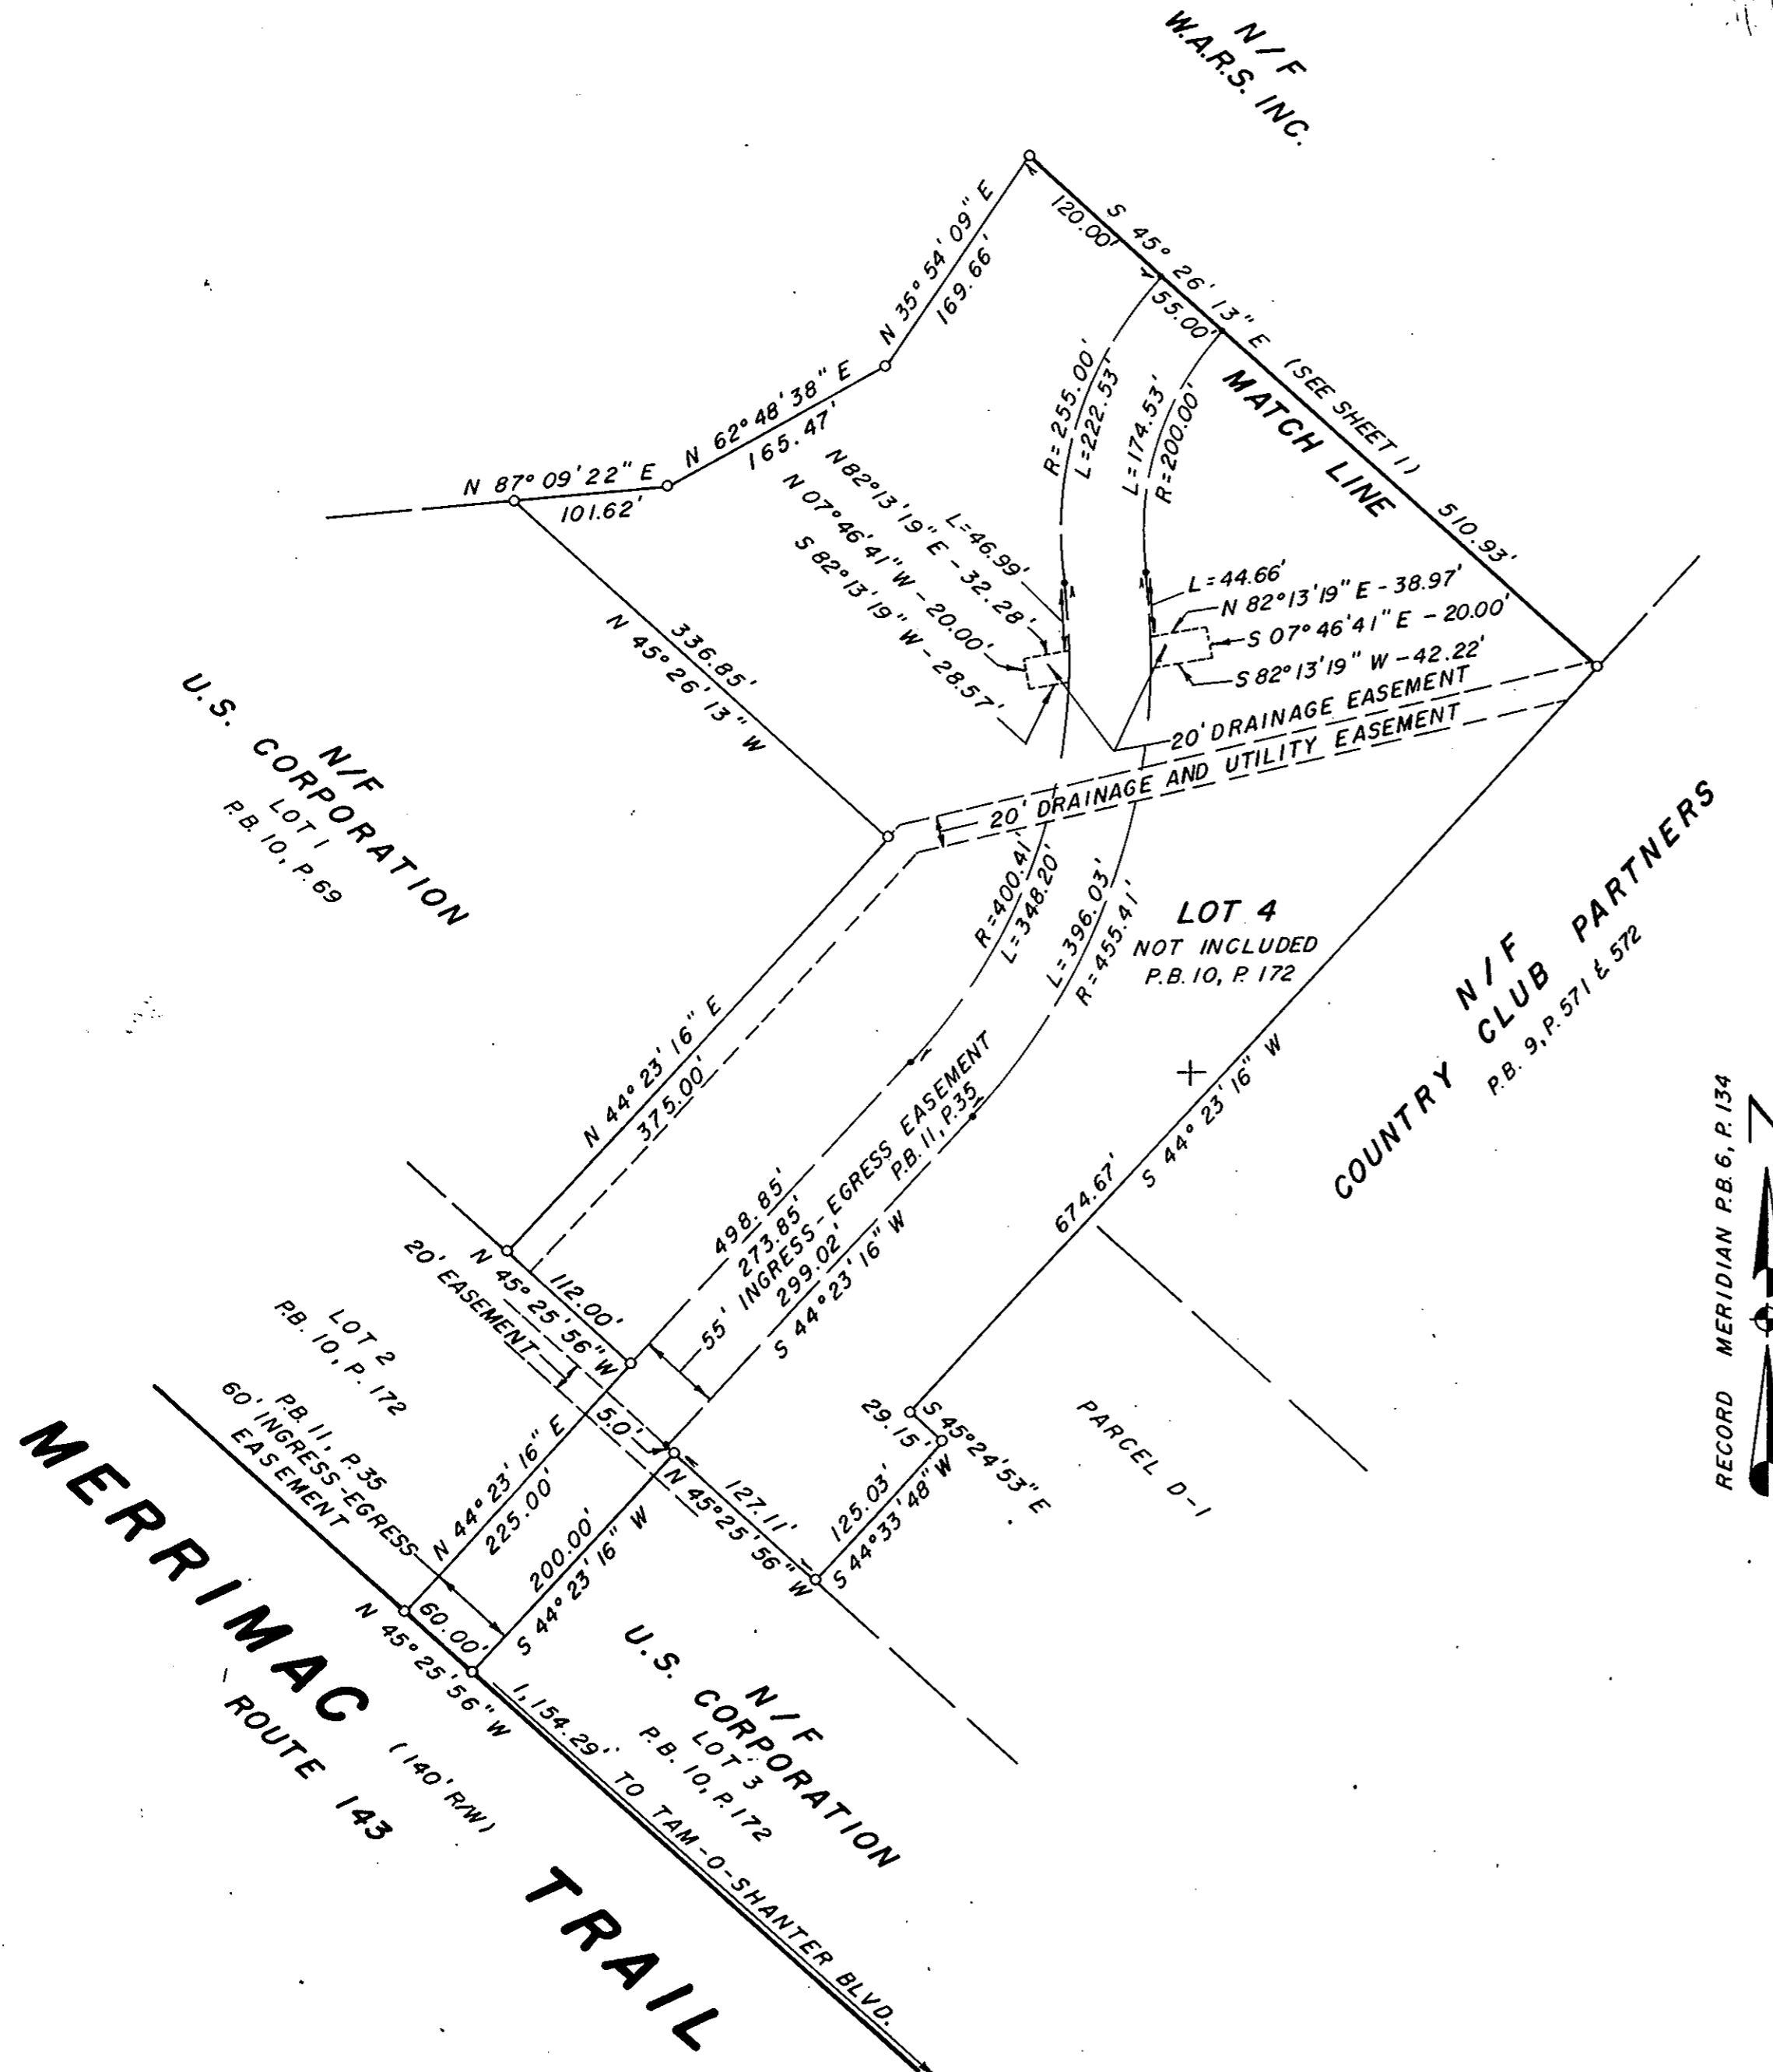 N/F
W.A.R.S. INC.
N 35° 54' 09" E
169.66'
120.00'
S 45° 26' 13" E (SEE SHEET 1)
55.00'
MATCH LINE
510.93'
N 62° 48' 38" E
165.47'
N 87° 09' 22" E
101.62'
R=255.00'
L=222.53'
L=174.53'
R=200.00'
L=46.99'
N82°13'19"E - 32.28'
N 07°46'41" W - 20.00'
S 82°13'19" W - 28.57'
L=44.66'
N 82°13'19" E - 38.97'
S 07°46'41" E - 20.00'
S 82°13'19" W - 42.22'
20' DRAINAGE EASEMENT
20' DRAINAGE AND UTILITY EASEMENT
336.85'
N 45°26'13" W
N/F
U.S. CORPORATION
LOT 1
P.B. 10, P. 69
R=400.41'
L=348.20'
L=396.03'
R=455.41'
LOT 4
NOT INCLUDED
P.B. 10, P. 172
N/F
COUNTRY CLUB PARTNERS
P.B. 9, P. 571 & 572
N 44° 23' 16" E
375.00'
674.67'
S 44° 23' 16" W
498.85'
273.85'
55' INGRESS-EGRESS EASEMENT
P.B. 11, P.35
299.02'
S 44°23'16" W
RECORD MERIDIAN P.B. 6, P. 134
112.00'
N 45°25'56" W
20' EASEMENT
5.0'
LOT 2
P.B. 10, P. 172
P.B. 11, P.35
60' INGRESS-EGRESS
EASEMENT
N 44°23'16" E
225.00'
200.00'
S 44° 23' 16" W
127.11'
N 45°25'56" W
29.15'
S 45°24'53" E
125.03'
S 44°33'48" W
PARCEL D-1
60.00'
N 45° 25' 56" W
MERRIMAC TRAIL
ROUTE 143
(140' R/W)
N/F
U.S. CORPORATION
LOT 3
P.B. 10, P. 172
1,154.29' TO TAM-O-SHANTER BLVD.